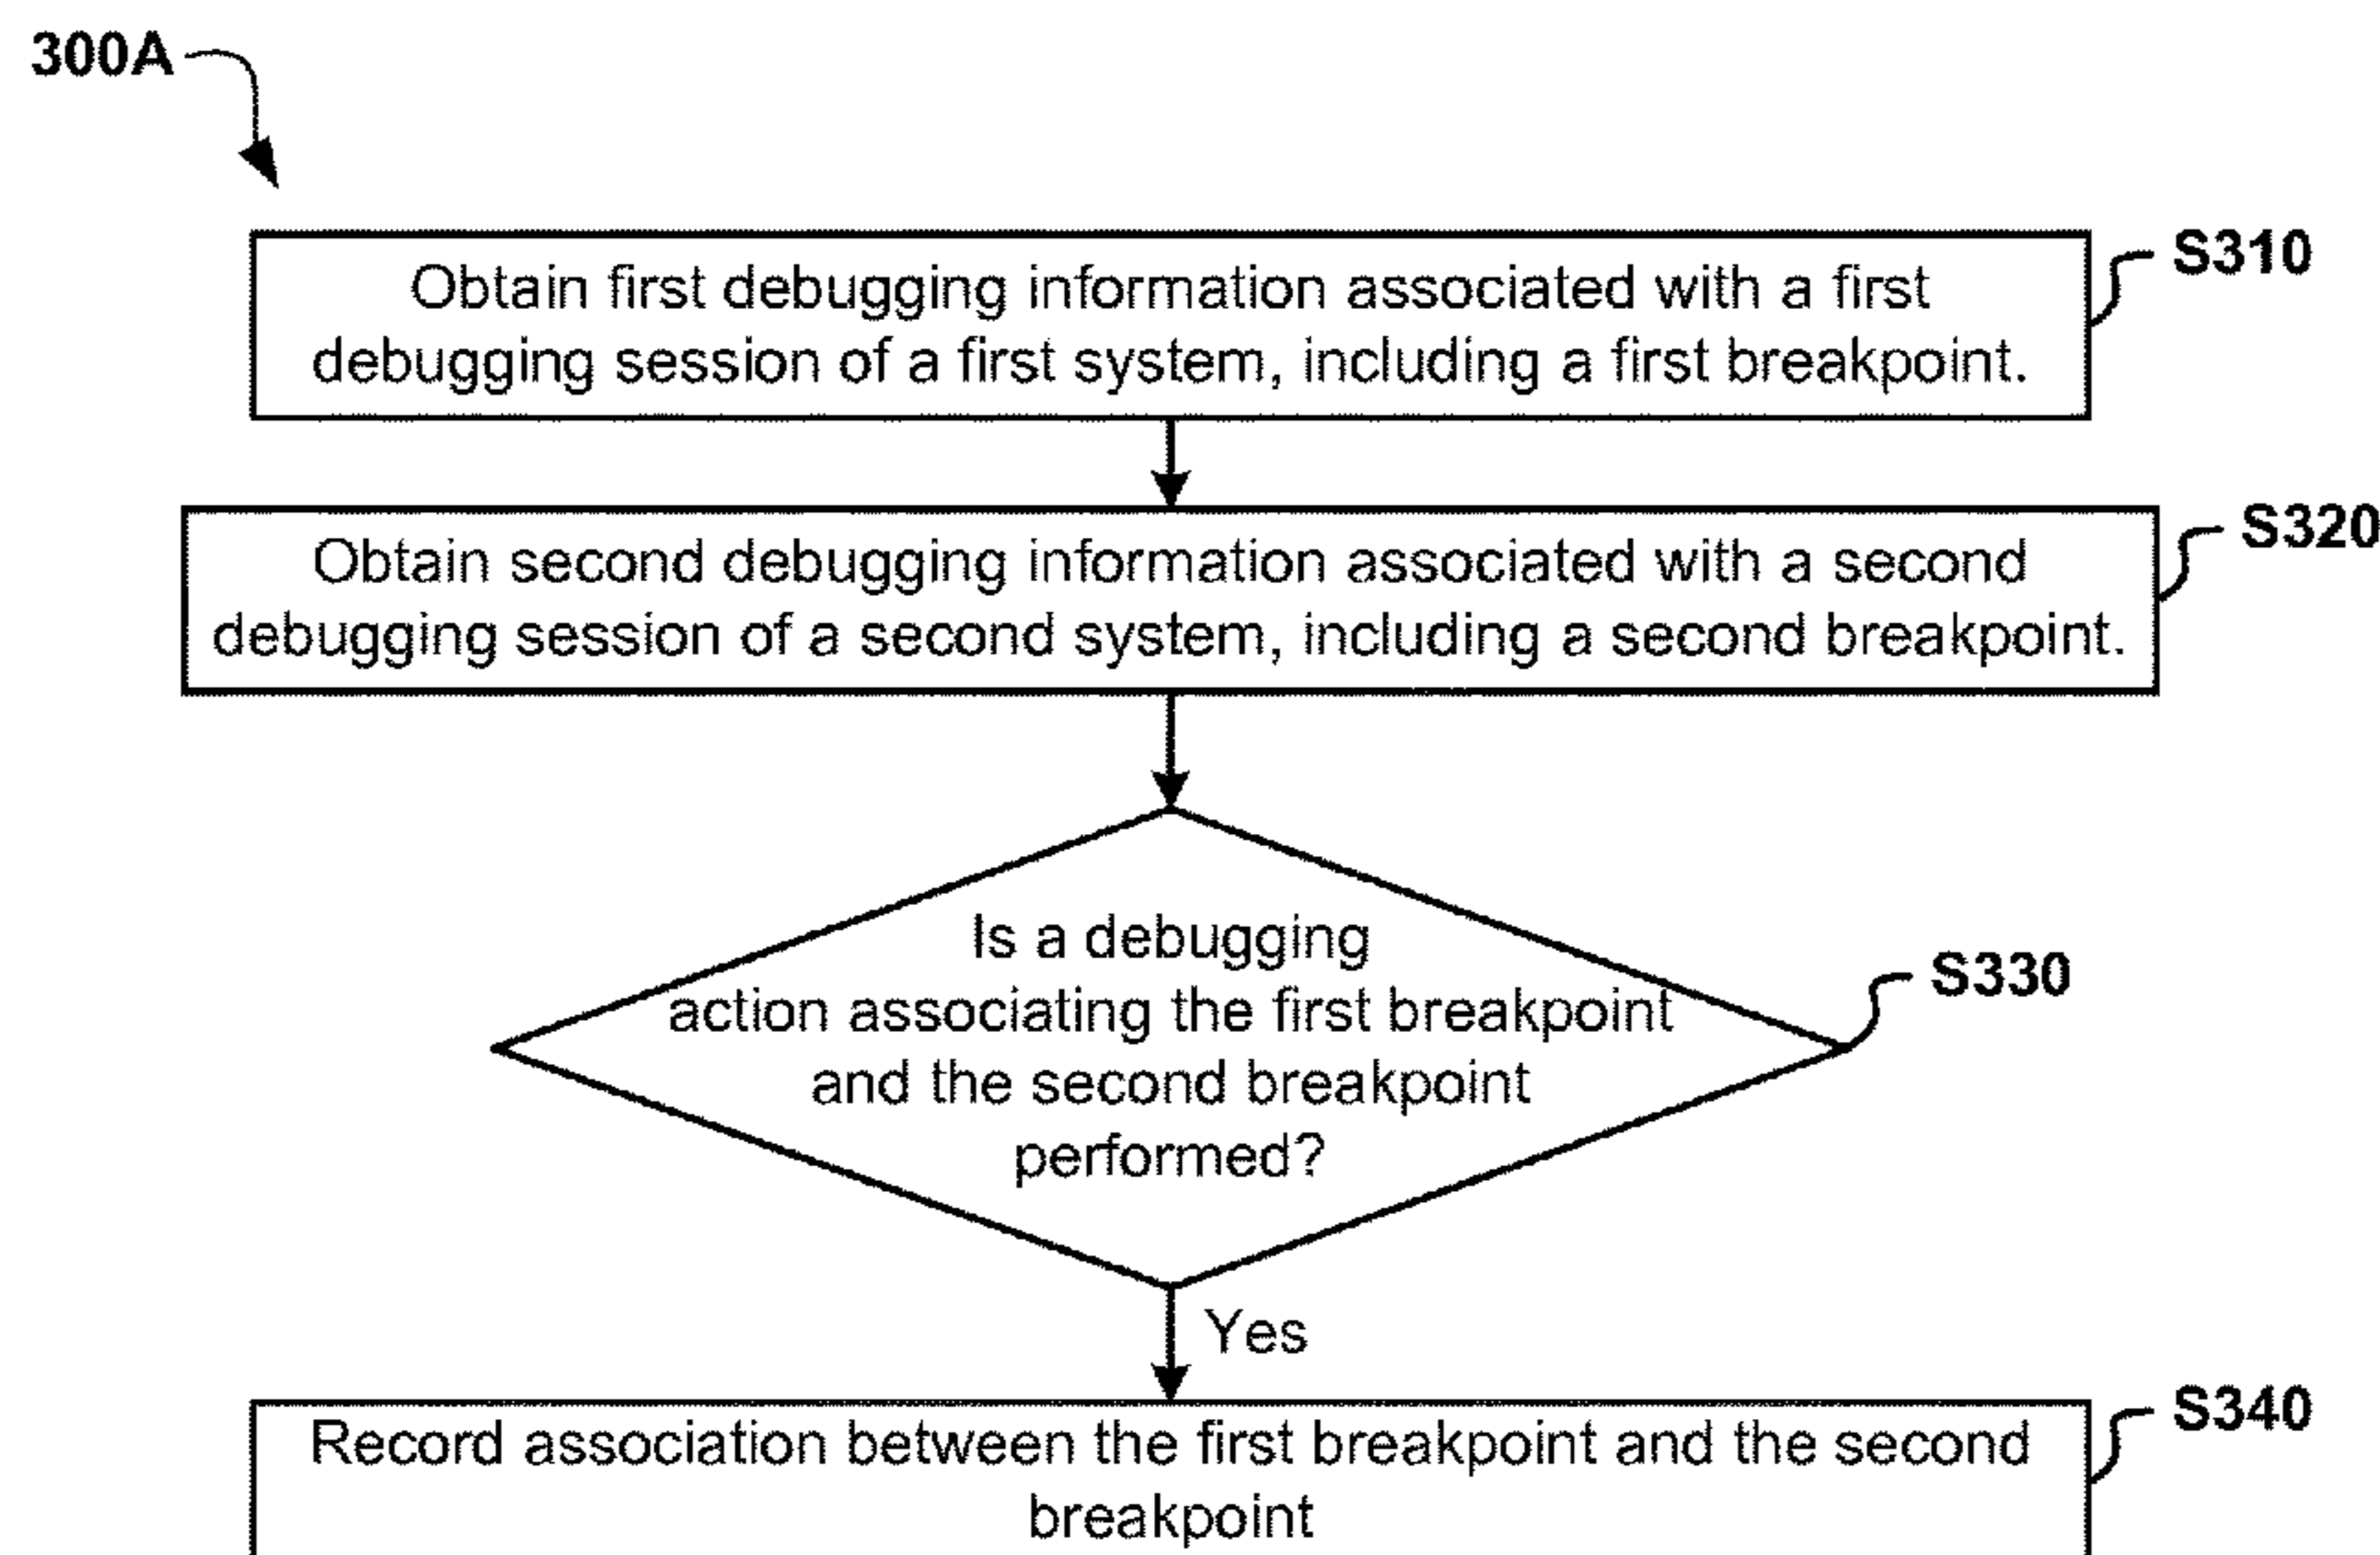 300A
Obtain first debugging information associated with a first
debugging session of a first system, including a first breakpoint.
S310
Obtain second debugging information associated with a second
debugging session of a second system, including a second breakpoint.
S320
Is a debugging
action associating the first breakpoint
and the second breakpoint
performed?
S330
Yes
Record association between the first breakpoint and the second
breakpoint
S340